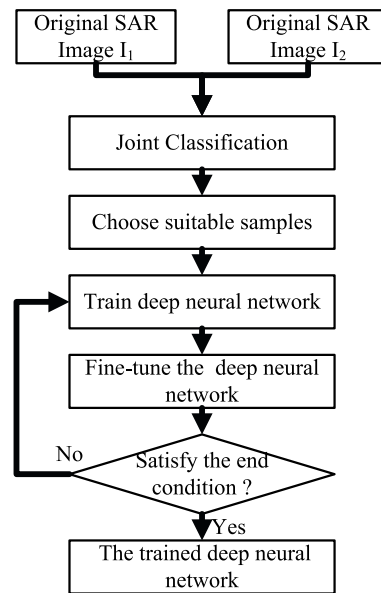 Original SAR
Image I₁
Original SAR
Image I₂
Joint Classification
Choose suitable samples
Train deep neural network
Fine-tune the deep neural
network
No
Satisfy the end
condition ?
Yes
The trained deep neural
network